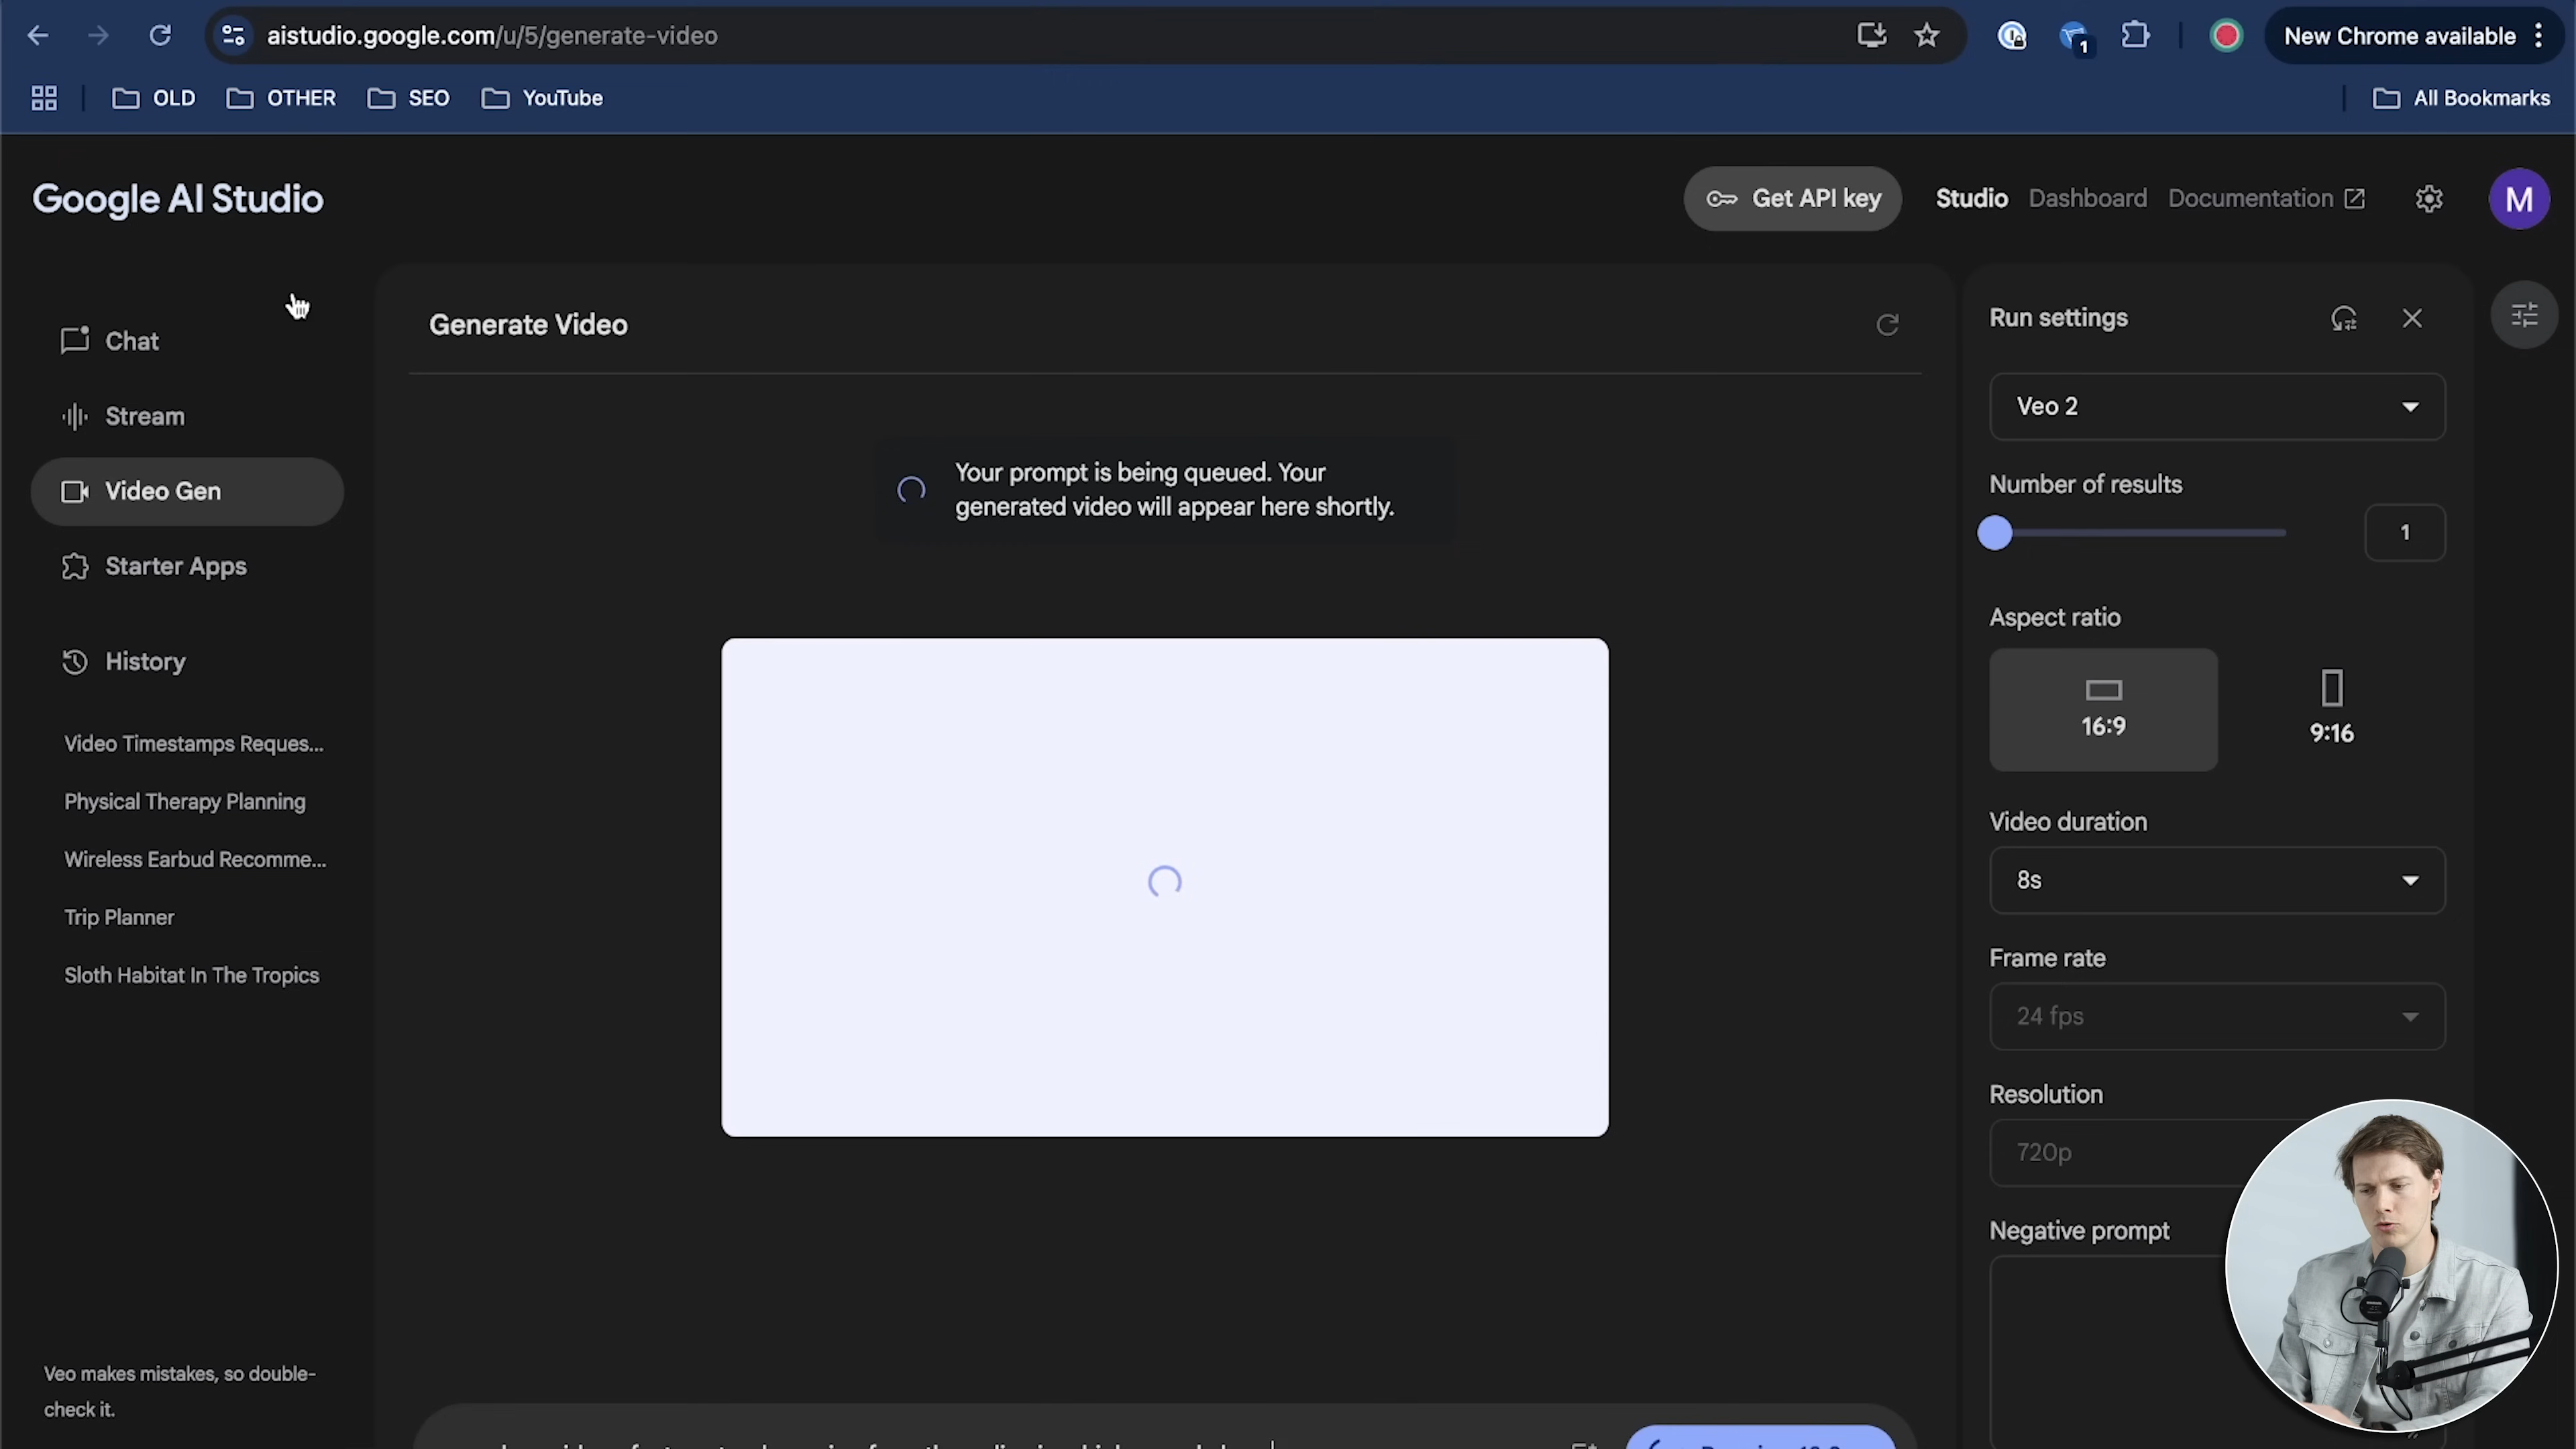 aistudio.google.com/u/5/generate-video
1
New Chrome available
OLD
OTHER
SEO
YouTube
All Bookmarks
Google AI Studio
Get API key
Studio
Dashboard
Documentation
M
Chat
Stream
Video Gen
Starter Apps
History
Video Timestamps Reques...
Physical Therapy Planning
Wireless Earbud Recomme...
Trip Planner
Sloth Habitat In The Tropics
Veo makes mistakes, so double-
check it.
Generate Video
Your prompt is being queued. Your
generated video will appear here shortly.
Run settings
Veo 2
Number of results
1
Aspect ratio
16:9
9:16
Video duration
8s
Frame rate
24 fps
Resolution
720p
Negative prompt